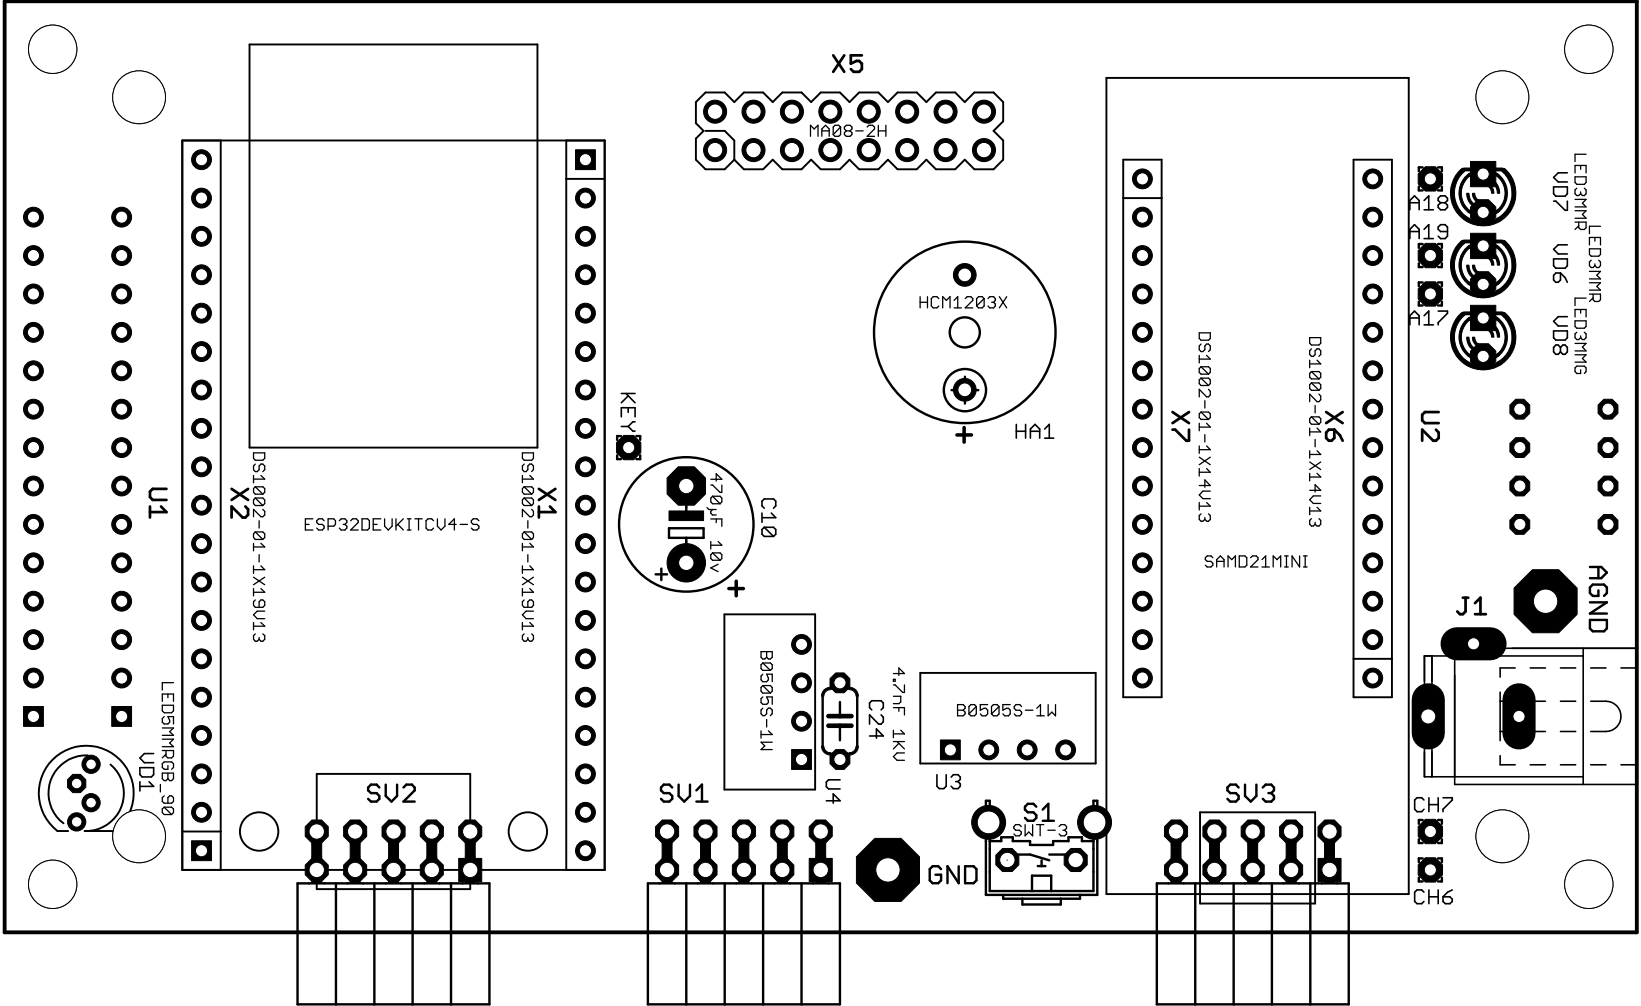 X5
MA08-2H
A18
LED3MMR
VD7
A19
LED3MMR
VD6
A17
LED3MMG
VD8
HCM1203X
+
HA1
KEY
DS1002-01-1X14V13
X7
DS1002-01-1X14V13
X6
U2
U1
X2
DS1002-01-1X19V13
ESP32DEVKITCV4-S
DS1002-01-1X19V13
X1
470µF 10v
C10
+
+
SAMD21MINI
AGND
J1
B0505S-1W
4.7nF 1KV
C24
B0505S-1W
LED5MMRGB_90
VD1
U4
U3
SV2
SV1
S1
SWT-3
SV3
CH7
GND
CH6